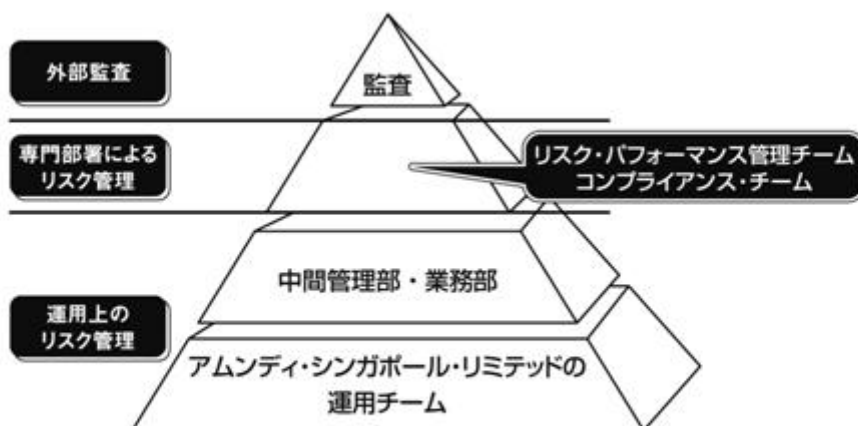 外部監査
監査
専門部署による
リスク管理
リスク・パフォーマンス管理チーム
コンプライアンス・チーム
中間管理部・業務部
運用上の
リスク管理
アムンディ・シンガポール・リミテッドの
運用チーム